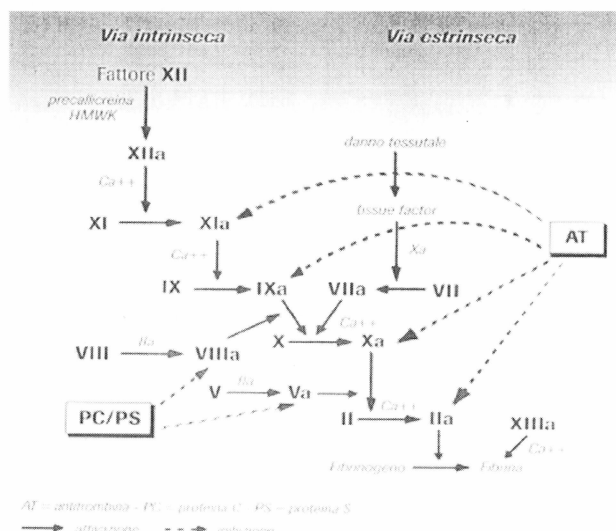 Via intrinseca Via estrinseca
Fattore XII
precallicreina
HMWK
XIIa danno tessutale
Ca++
XI XIa tissue factor AT
Ca++ Xa
IX IXa VIIa VII
Ca++
X Xa
VIII IIa VIIIa
V IIa Va Ca++
PC/PS II IIa XIIIa
Ca++
Fibrinogeno Fibrina
AT = antitrombina - PC = proteina C - PS = proteina S
attivazione inibizione